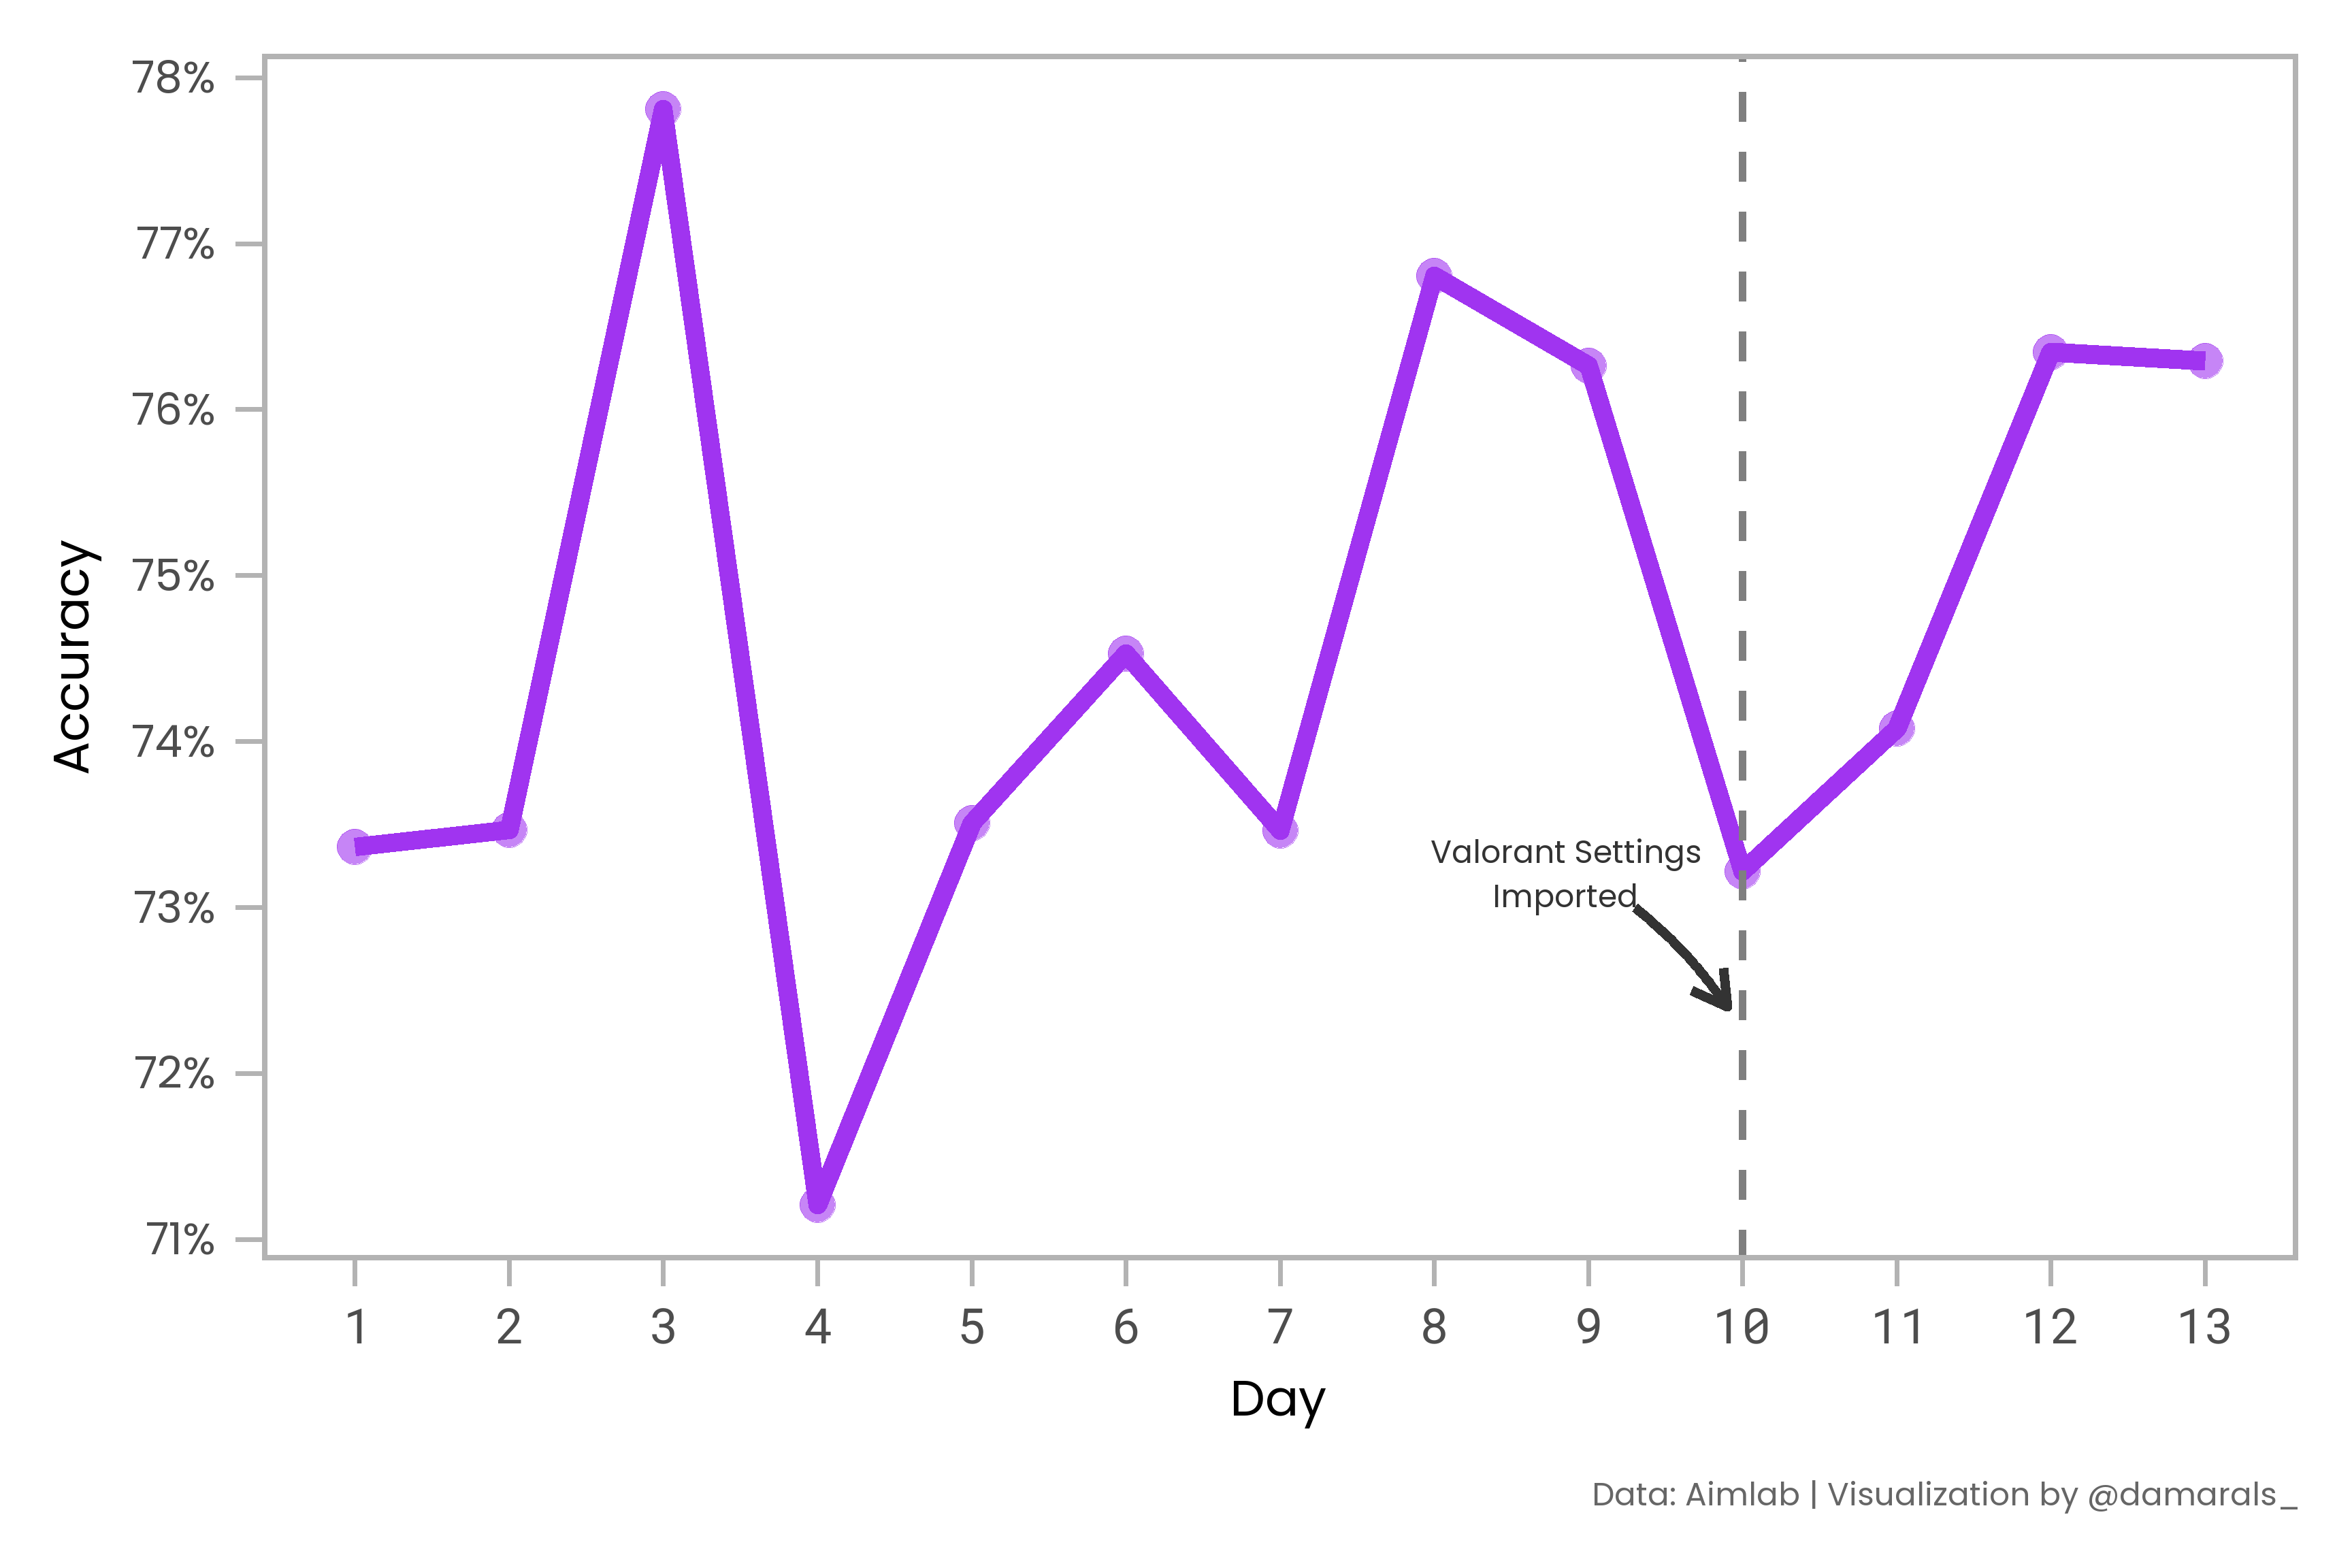 78%
77%
76%
75%
74%
73%
72%
71%
Accuracy
Valorant Settings
Imported
1 2 3 4 5 6 7 8 9 10 11 12 13
Day
Data: Aimlab | Visualization by @damarals_